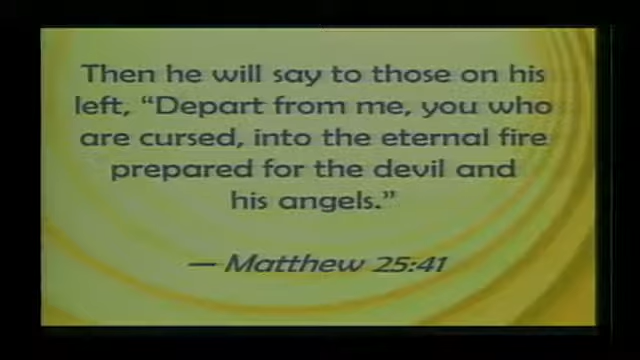 Then he will say to those on his
left, “Depart from me, you who
are cursed, into the eternal fire
prepared for the devil and
his angels.”
— Matthew 25:41